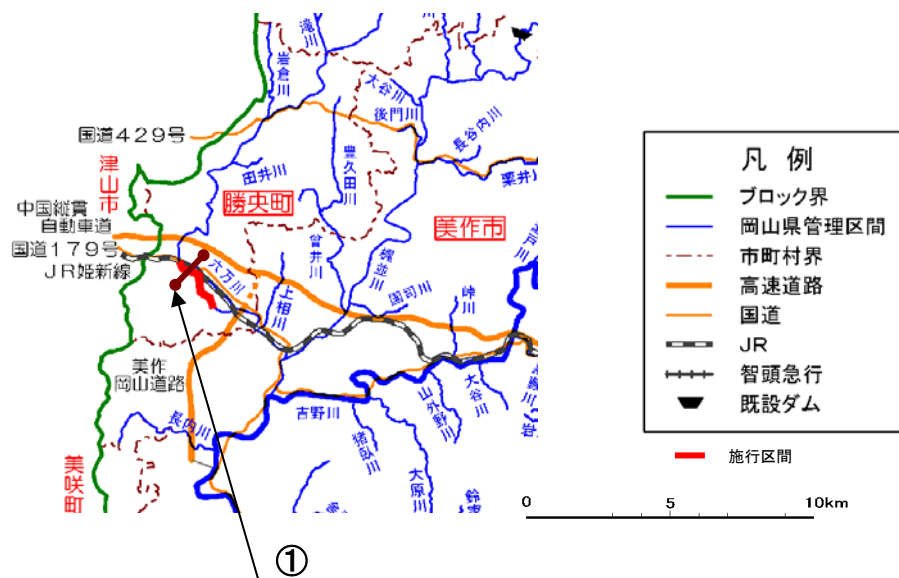 滝川
岩倉川
大谷川
後門川
国道429号
長谷内川
豊久田川
田井川
栗井川
津山市
勝央町
中国縦貫
自動車道
美作市
曽井川
梶並川
国道179号
JR姫新線
六万川
上相川
国司川
峠川
美作
岡山道路
吉野川
長内川
山外野川
大谷川
猪臥川
大原川
美咲町
①
凡 例
ブロック界
岡山県管理区間
市町村界
高速道路
国道
JR
智頭急行
既設ダム
施行区間
0
5
10km